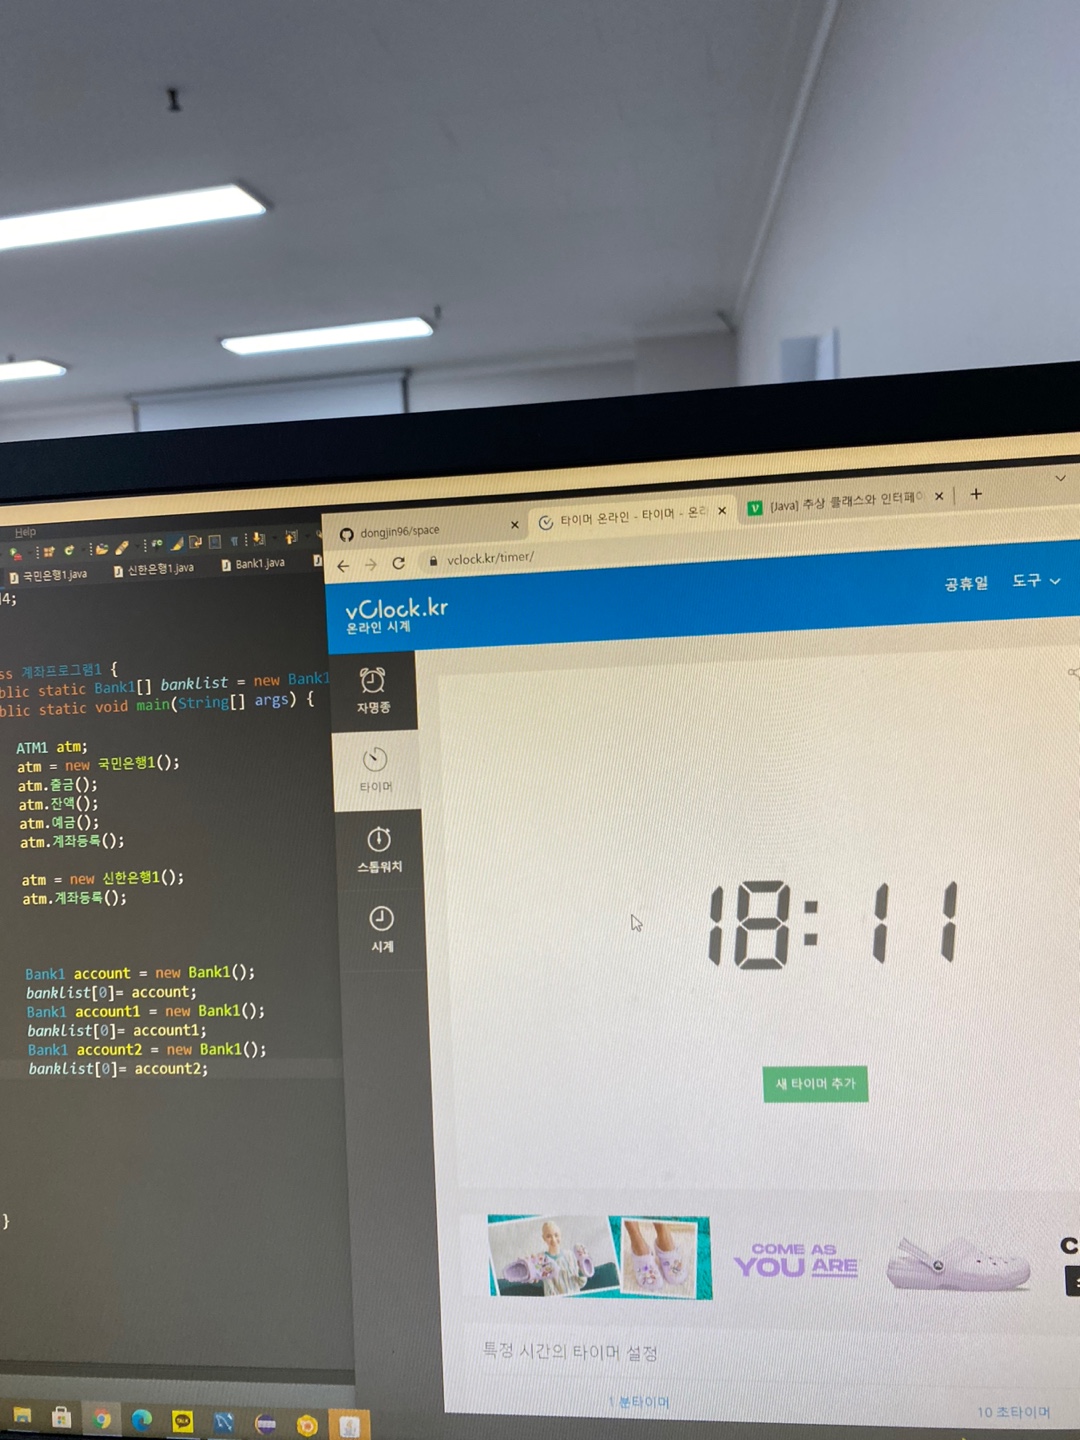 Help
국민은행1.java 신한은행1.java Bank1.java
4;
ss 계좌프로그램1 {
blic static Bank1[] banklist = new Bank1
blic static void main(String[] args) {
ATM1 atm;
atm = new 국민은행1();
atm.출금();
atm.잔액();
atm.예금();
atm.계좌등록();
atm = new 신한은행1();
atm.계좌등록();
Bank1 account = new Bank1();
banklist[0]= account;
Bank1 account1 = new Bank1();
banklist[0]= account1;
Bank1 account2 = new Bank1();
banklist[0]= account2;
}
dongjin96/space
타이머 온라인 - 타이머 - 온라
[Java] 추상 클래스와 인터페이
vclock.kr/timer/
vClock.kr
온라인 시계
공휴일 도구
자명종
타이머
스톱워치
시계
18:11
새 타이머 추가
COME AS
YOU ARE
C
특정 시간의 타이머 설정
1 분타이머
10 초타이머